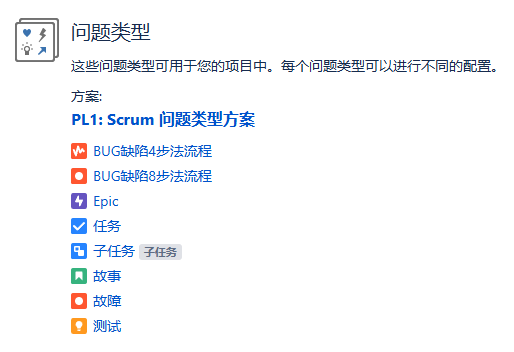 问题类型
这些问题类型可用于您的项目中。每个问题类型可以进行不同的配置。
方案:
PL1: Scrum 问题类型方案
BUG缺陷4步法流程
BUG缺陷8步法流程
Epic
任务
子任务 子任务
故事
故障
测试